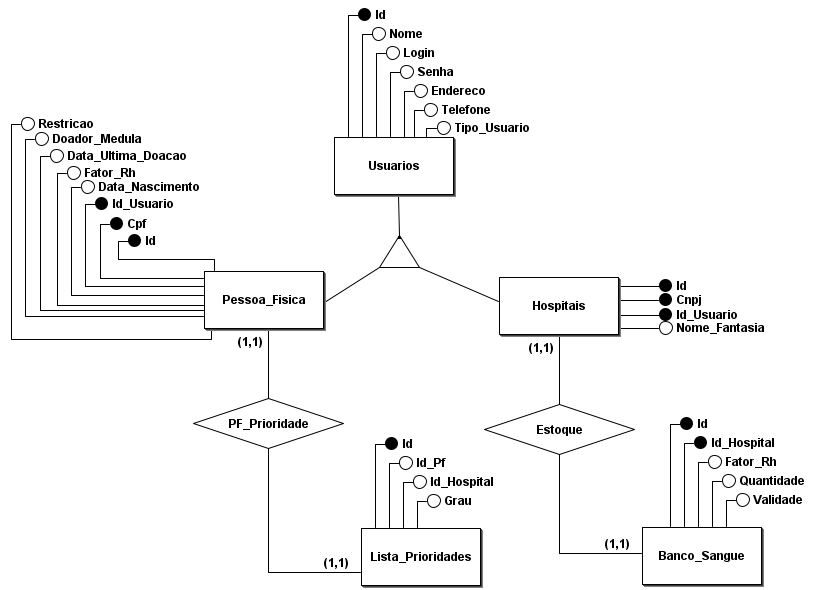 Id
Nome
Login
Senha
Endereco
Telefone
Tipo_Usuario
Usuarios
Restricao
Doador_Medula
Data_Ultima_Doacao
Fator_Rh
Data_Nascimento
Id_Usuario
Cpf
Id
Pessoa_Fisica
Hospitais
Id
Cnpj
Id_Usuario
Nome_Fantasia
(1,1)
(1,1)
PF_Prioridade
Estoque
Id
Id_Pf
Id_Hospital
Grau
Lista_Prioridades
(1,1)
Id
Id_Hospital
Fator_Rh
Quantidade
Validade
Banco_Sangue
(1,1)